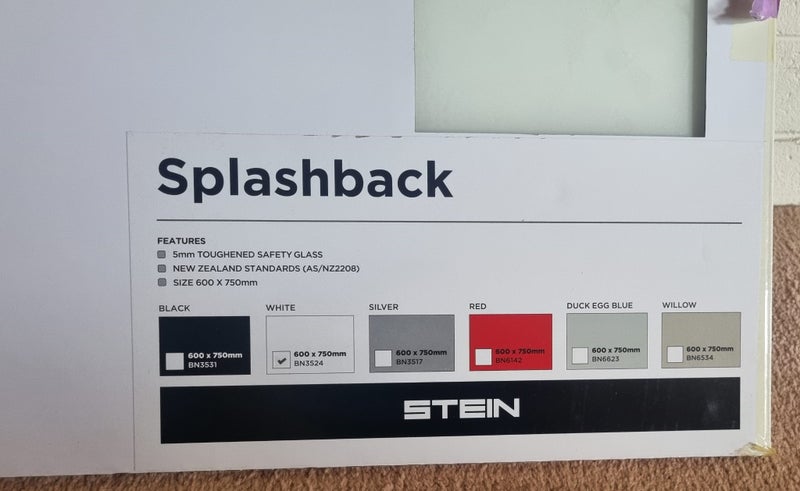 Splashback
FEATURES
5mm TOUGHENED SAFETY GLASS
NEW ZEALAND STANDARDS (AS/NZ2208)
SIZE 600 X 750mm
BLACK
600 x 750mm
BN3531
WHITE
600 x 750mm
BN3524
SILVER
600 x 750mm
BN3517
RED
600 x 750mm
BN6142
DUCK EGG BLUE
600 x 750mm
BN6623
WILLOW
600 x 750mm
BN6534
STEIN